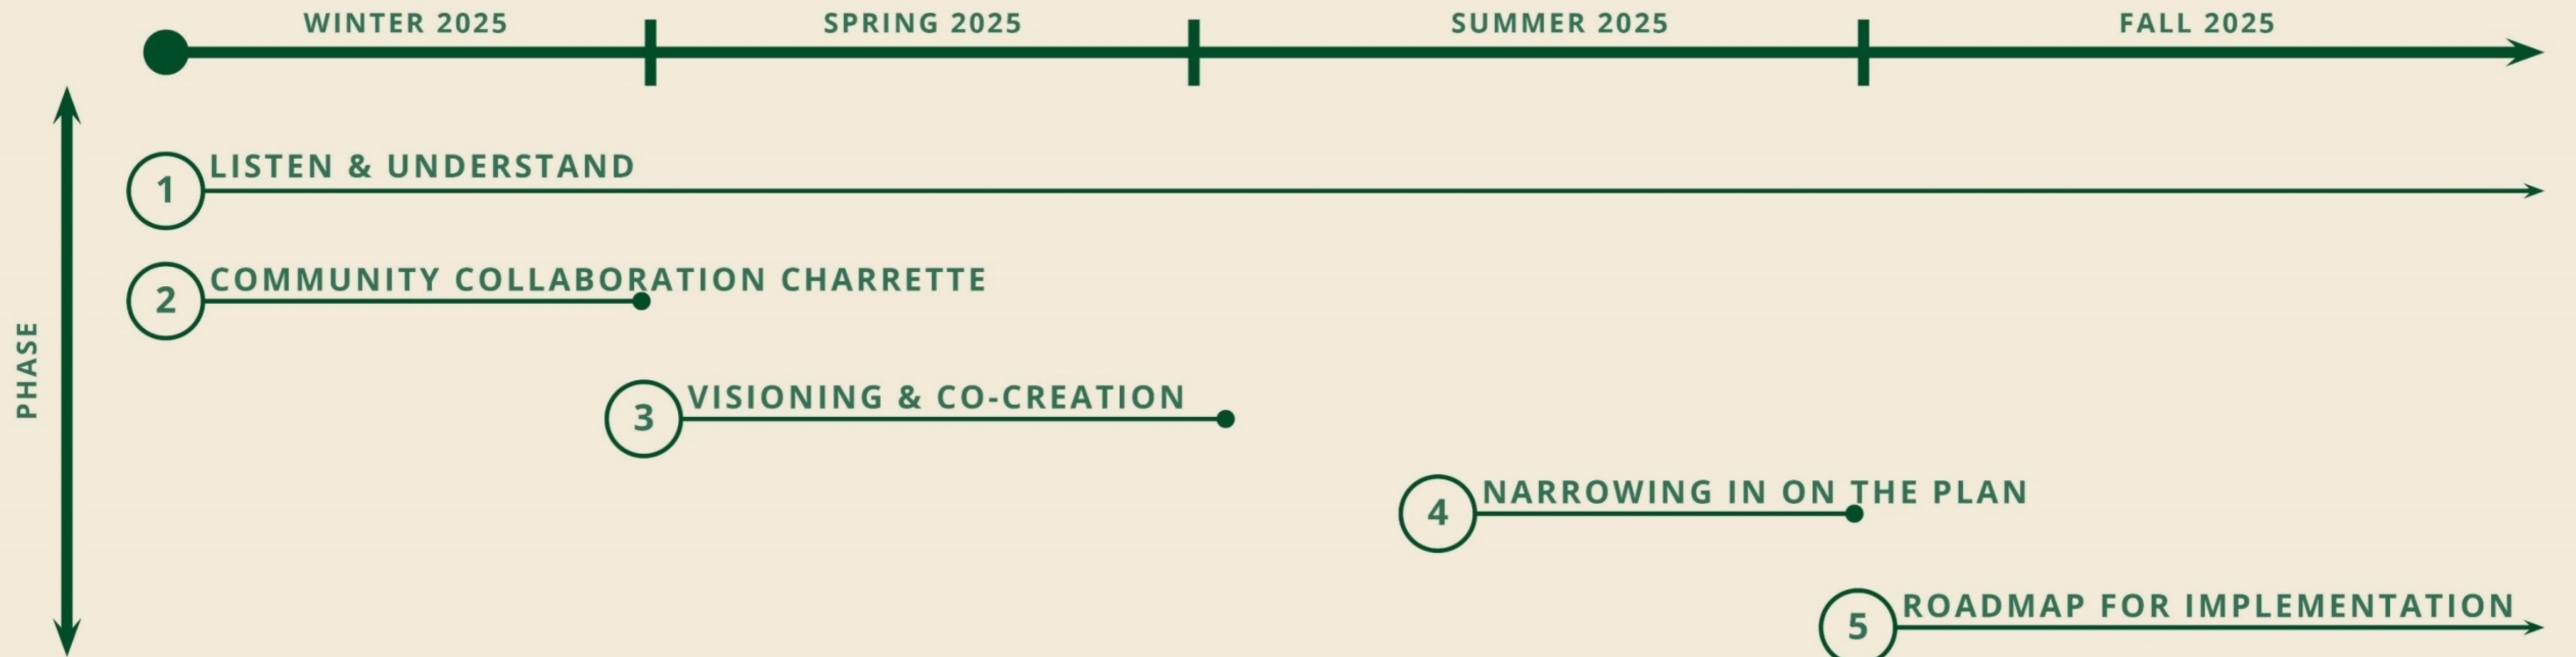 WINTER 2025
SPRING 2025
SUMMER 2025
FALL 2025
PHASE
1 LISTEN & UNDERSTAND
2 COMMUNITY COLLABORATION CHARRETTE
3 VISIONING & CO-CREATION
4 NARROWING IN ON THE PLAN
5 ROADMAP FOR IMPLEMENTATION